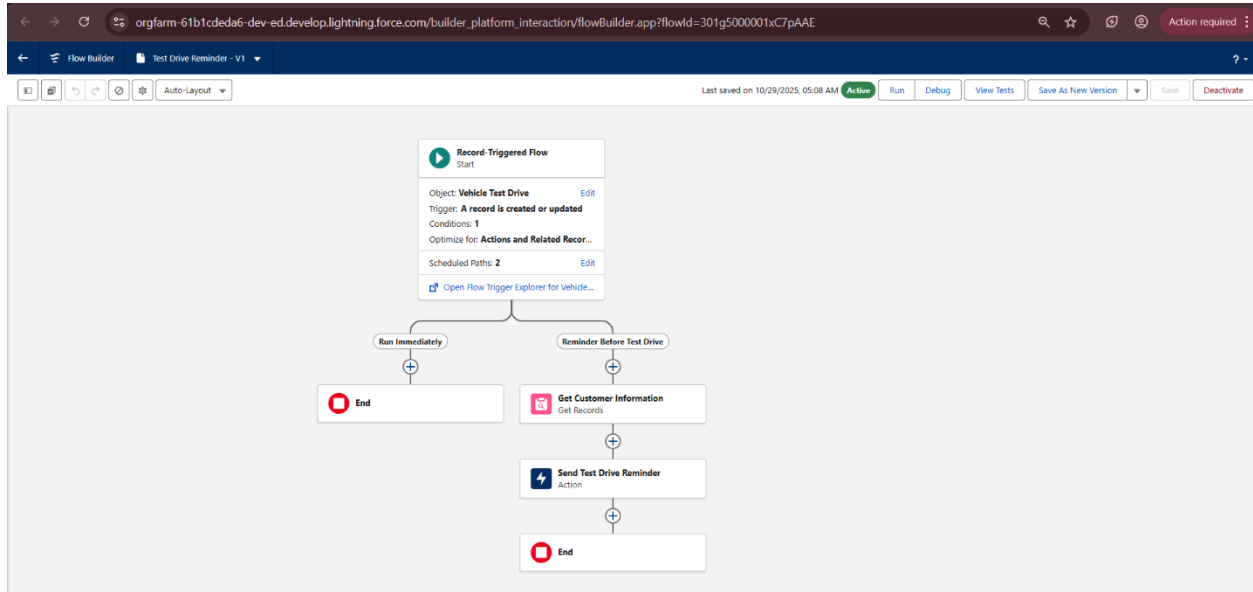 orgfarm-61b1cdeda6-dev-ed.develop.lightning.force.com/builder_platform_interaction/flowBuilder.app?flowId=301g5000001xC7pAAE
Action required
Flow Builder
Test Drive Reminder - V1
?
Auto-Layout
Last saved on 10/29/2025, 05:08 AM
Active
Run
Debug
View Tests
Save As New Version
Save
Deactivate
Record-Triggered Flow
Start
Object: Vehicle Test Drive
Edit
Trigger: A record is created or updated
Conditions: 1
Optimize for: Actions and Related Recor...
Scheduled Paths: 2
Edit
Open Flow Trigger Explorer for Vehicle...
Run Immediately
Reminder Before Test Drive
End
Get Customer Information
Get Records
Send Test Drive Reminder
Action
End